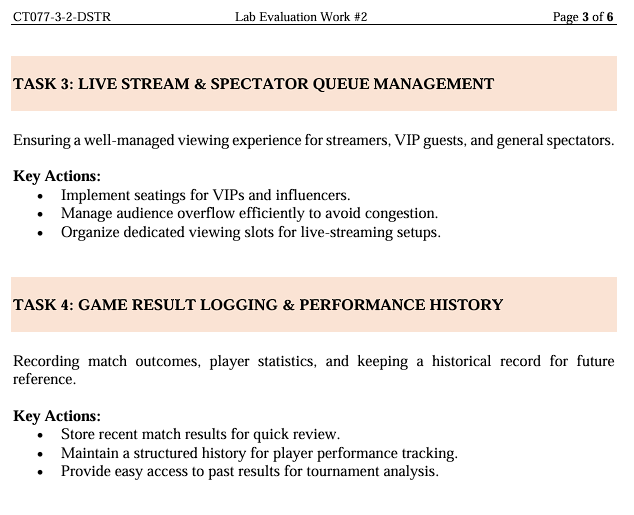 CT077-3-2-DSTR Lab Evaluation Work #2 Page 3 of 6
TASK 3: LIVE STREAM & SPECTATOR QUEUE MANAGEMENT
Ensuring a well-managed viewing experience for streamers, VIP guests, and general spectators.
Key Actions:
• Implement seatings for VIPs and influencers.
• Manage audience overflow efficiently to avoid congestion.
• Organize dedicated viewing slots for live-streaming setups.
TASK 4: GAME RESULT LOGGING & PERFORMANCE HISTORY
Recording match outcomes, player statistics, and keeping a historical record for future
reference.
Key Actions:
• Store recent match results for quick review.
• Maintain a structured history for player performance tracking.
• Provide easy access to past results for tournament analysis.